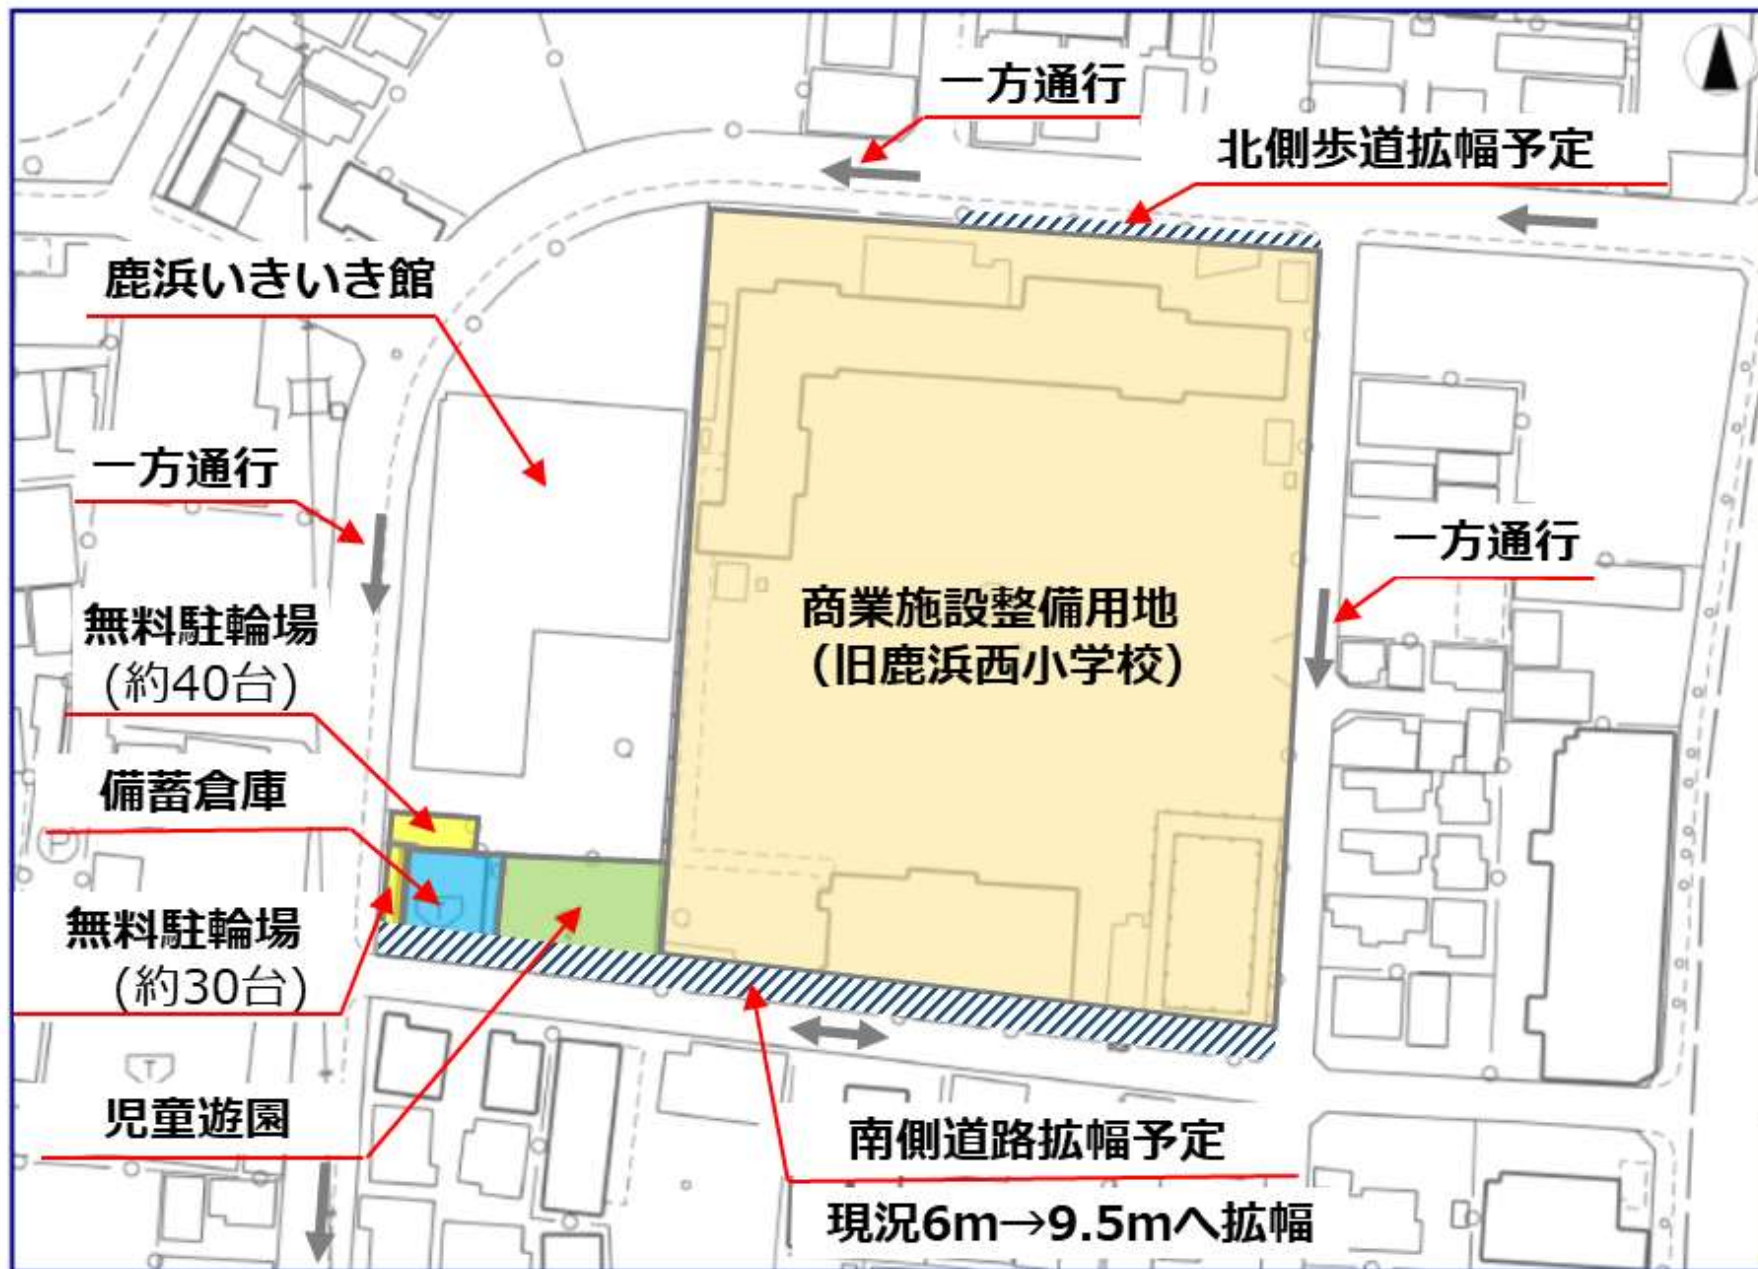 一方通行
北側歩道拡幅予定
鹿浜いきいき館
一方通行
一方通行
無料駐輪場
(約40台)
商業施設整備用地
(旧鹿浜西小学校)
備蓄倉庫
無料駐輪場
(約30台)
児童遊園
南側道路拡幅予定
現況6m→9.5mへ拡幅